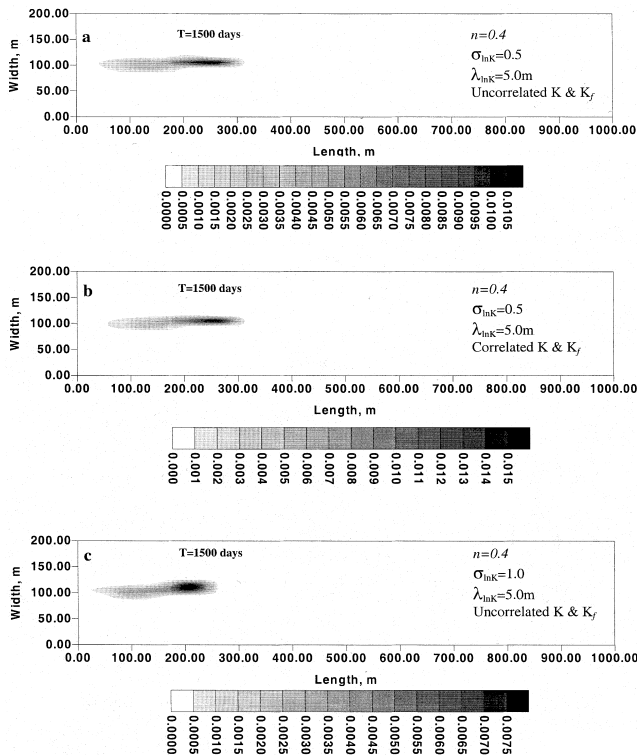 200.00
a
T=1500 days
n=0.4
150.00
σlnK=0.5
Width, m
100.00
λlnK=5.0m
50.00
Uncorrelated K & Kf
0.00
0.00 100.00 200.00 300.00 400.00 500.00 600.00 700.00 800.00 900.00 1000.00
Length, m
0.0000 0.0005 0.0010 0.0015 0.0020 0.0025 0.0030 0.0035 0.0040 0.0045 0.0050 0.0055 0.0060 0.0065 0.0070 0.0075 0.0080 0.0085 0.0090 0.0095 0.0100 0.0105
200.00
b
T=1500 days
n=0.4
150.00
σlnK=0.5
Width, m
100.00
λlnK=5.0m
50.00
Correlated K & Kf
0.00
0.00 100.00 200.00 300.00 400.00 500.00 600.00 700.00 800.00 900.00 1000.00
Length, m
0.000 0.001 0.002 0.003 0.004 0.005 0.006 0.007 0.008 0.009 0.010 0.011 0.012 0.013 0.014 0.015
200.00
c
T=1500 days
n=0.4
150.00
σlnK=1.0
Width, m
100.00
λlnK=5.0m
50.00
Uncorrelated K & Kf
0.00
0.00 100.00 200.00 300.00 400.00 500.00 600.00 700.00 800.00 900.00 1000.00
Length, m
0.0000 0.0005 0.0010 0.0015 0.0020 0.0025 0.0030 0.0035 0.0040 0.0045 0.0050 0.0055 0.0060 0.0065 0.0070 0.0075